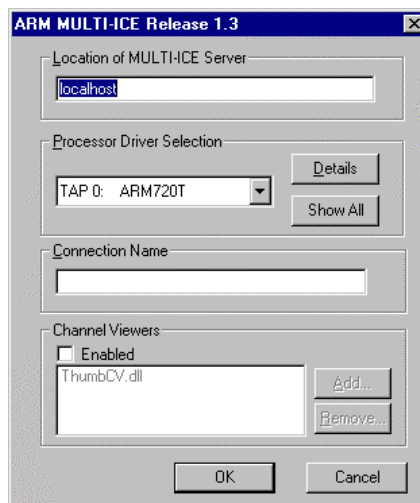 ARM MULTI-ICE Release 1.3
Location of MULTI-ICE Server
localhost
Processor Driver Selection
TAP 0: ARM720T
Details
Show All
Connection Name
Channel Viewers
Enabled
ThumbCV.dll
Add...
Remove...
OK
Cancel